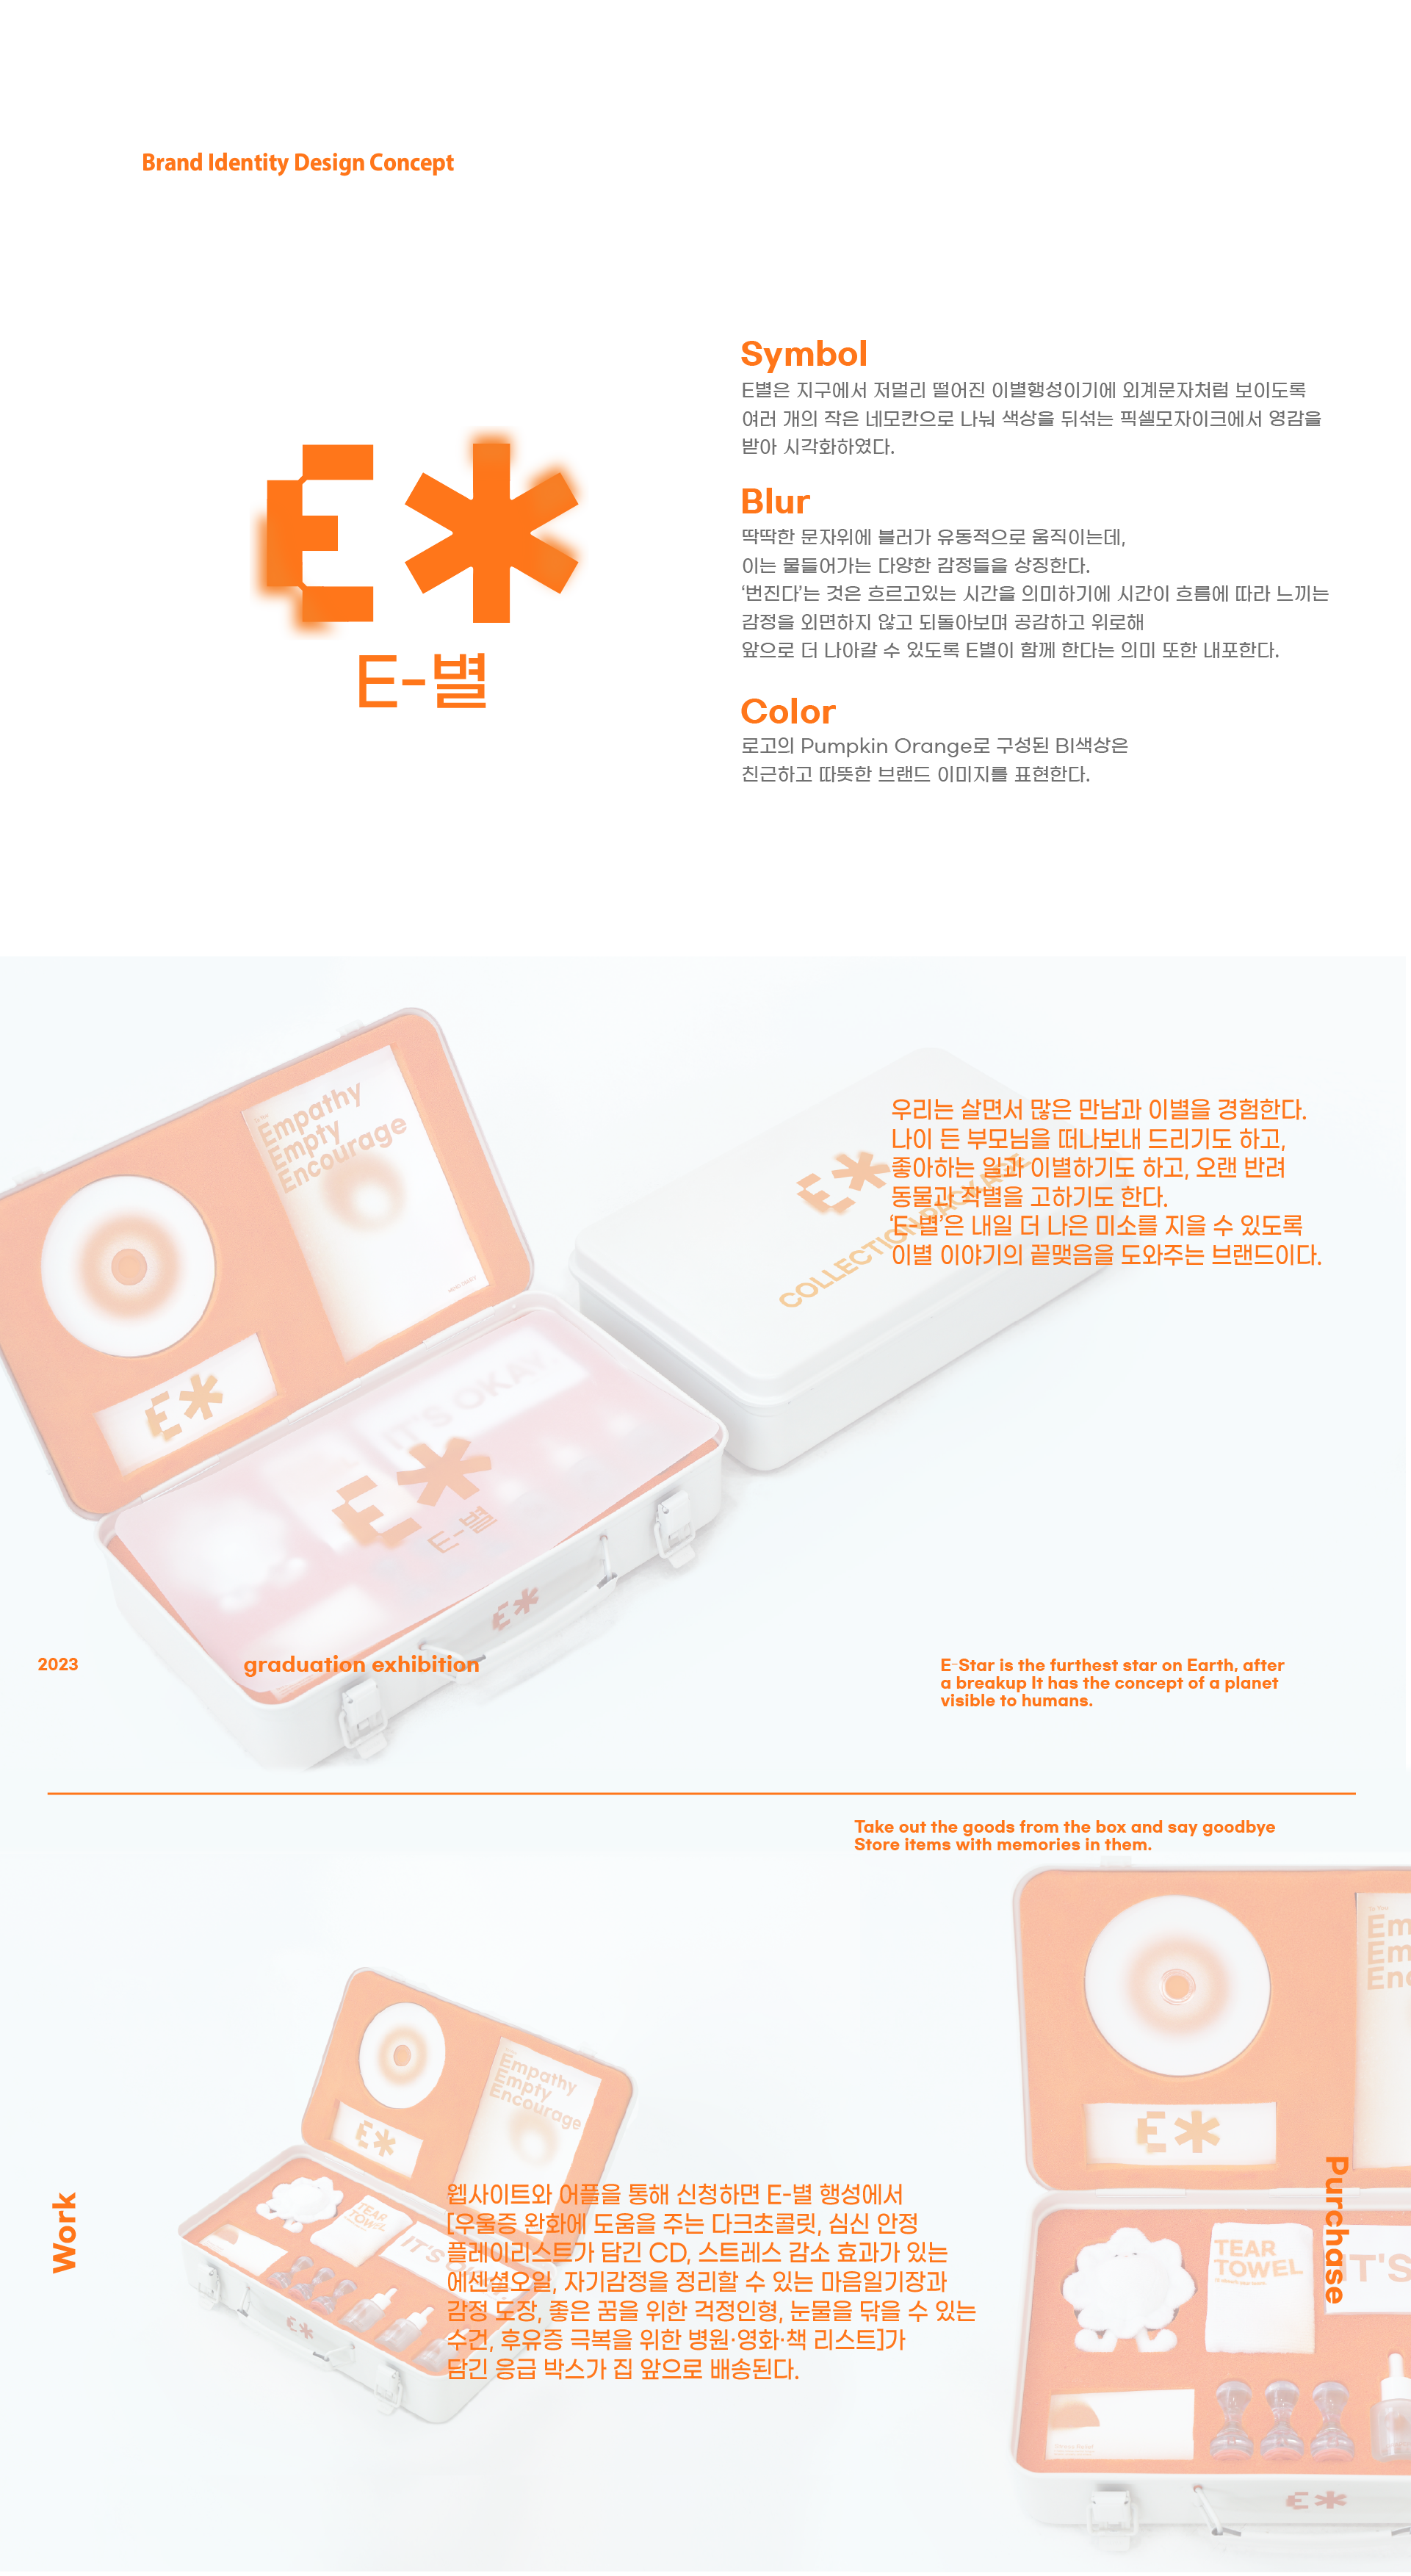 Brand Identity Design Concept
E*
E-별
Symbol
E별은 지구에서 저멀리 떨어진 이별행성이기에 외계문자처럼 보이도록
여러 개의 작은 네모칸으로 나눠 색상을 뒤섞는 픽셀모자이크에서 영감을
받아 시각화하였다.
Blur
딱딱한 문자위에 블러가 유동적으로 움직이는데,
이는 물들어가는 다양한 감정들을 상징한다.
‘번진다’는 것은 흐르고있는 시간을 의미하기에 시간이 흐름에 따라 느끼는
감정을 외면하지 않고 되돌아보며 공감하고 위로해
앞으로 더 나아갈 수 있도록 E별이 함께 한다는 의미 또한 내포한다.
Color
로고의 Pumpkin Orange로 구성된 BI색상은
친근하고 따뜻한 브랜드 이미지를 표현한다.
Empathy
Empty
Encourage
E*
COLLECTION PACKAGE
우리는 살면서 많은 만남과 이별을 경험한다.
나이 든 부모님을 떠나보내 드리기도 하고,
좋아하는 일과 이별하기도 하고, 오랜 반려
동물과 작별을 고하기도 한다.
‘E-별’은 내일 더 나은 미소를 지을 수 있도록
이별 이야기의 끝맺음을 도와주는 브랜드이다.
E*
IT'S OKAY
E*
E-별
E*
2023
graduation exhibition
E-Star is the furthest star on Earth, after
a breakup It has the concept of a planet
visible to humans.
Take out the goods from the box and say goodbye
Store items with memories in them.
Empathy
Empty
Encourage
E*
TEAR
TOWEL
IT'S
E*
Work
웹사이트와 어플을 통해 신청하면 E-별 행성에서
[우울증 완화에 도움을 주는 다크초콜릿, 심신 안정
플레이리스트가 담긴 CD, 스트레스 감소 효과가 있는
에센셜오일, 자기감정을 정리할 수 있는 마음일기장과
감정 도장, 좋은 꿈을 위한 걱정인형, 눈물을 닦을 수 있는
수건, 후유증 극복을 위한 병원·영화·책 리스트]가
담긴 응급 박스가 집 앞으로 배송된다.
Em
Em
Enc
E*
Purchase
TEAR
TOWEL
IT'S
E*